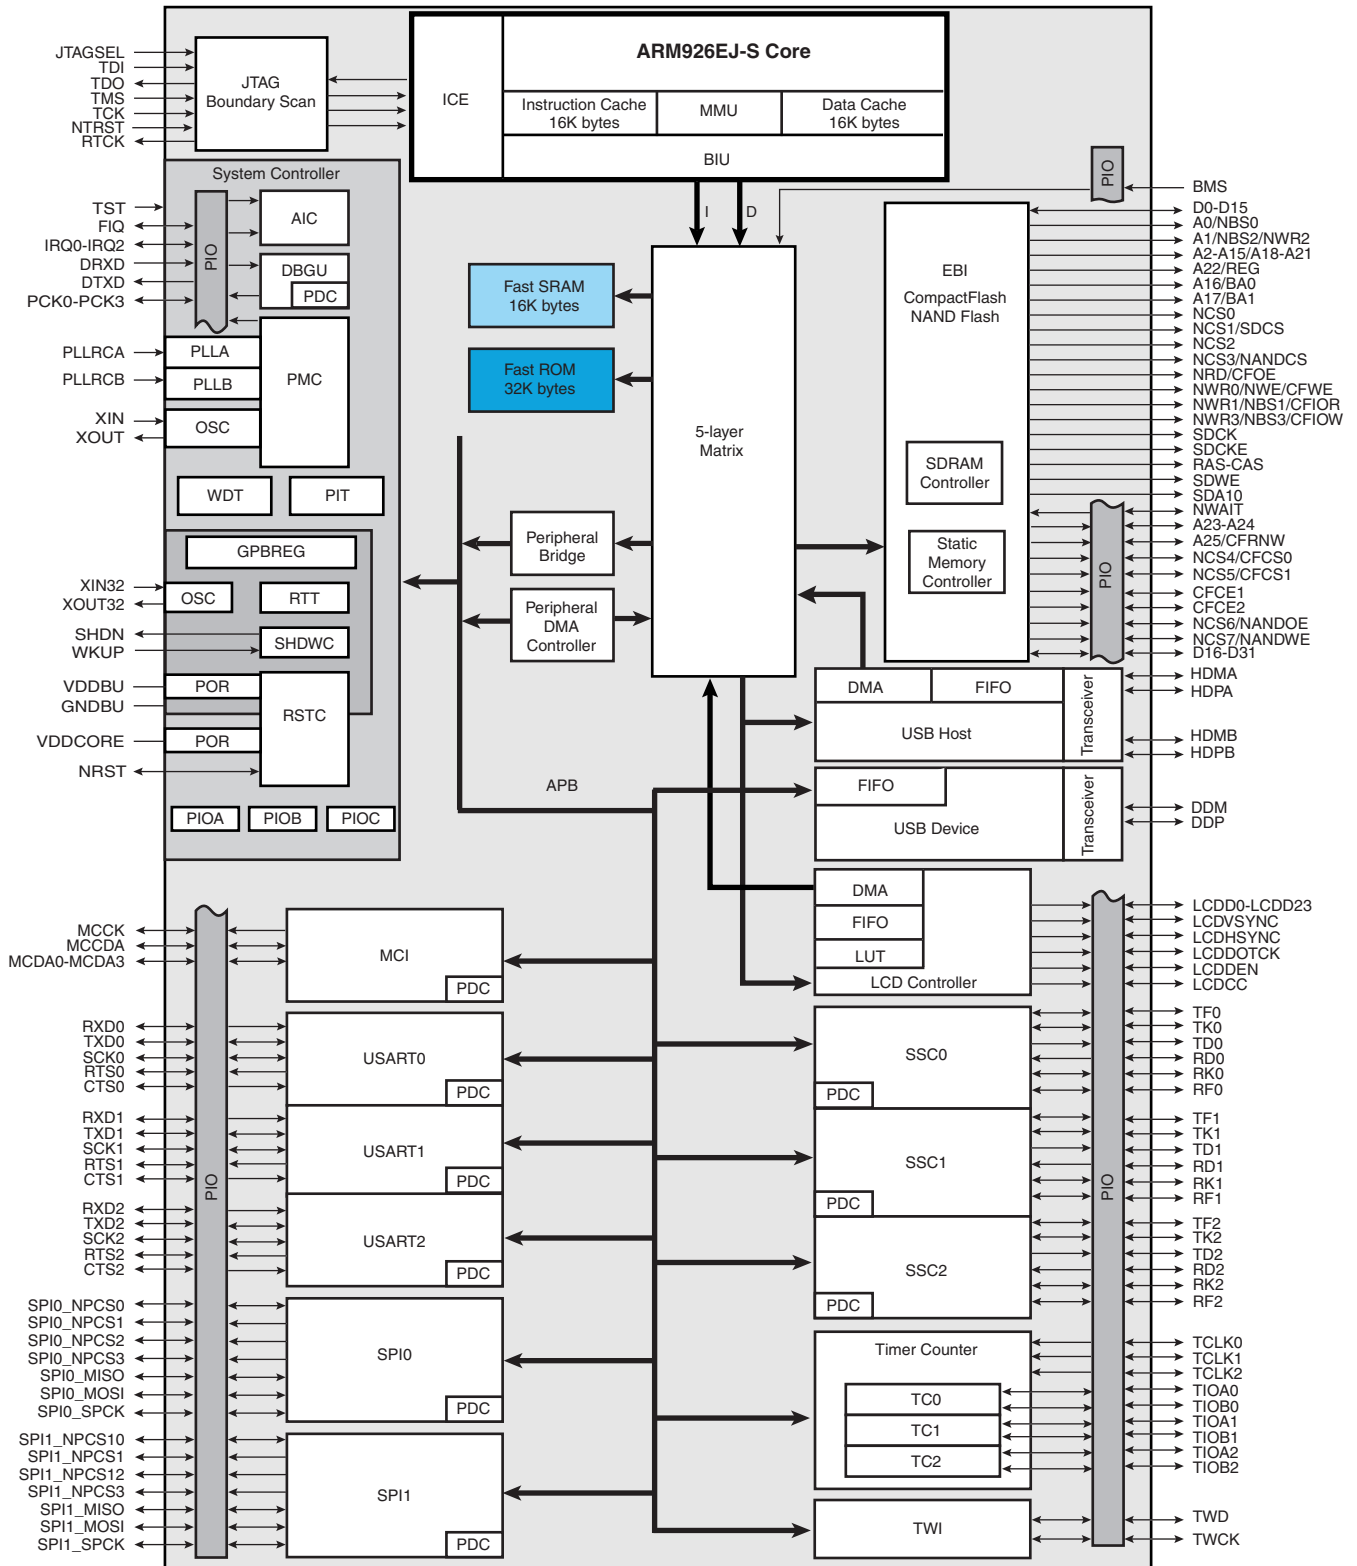 ARM926EJ-S Core
ICE
Instruction Cache
16K bytes
MMU
Data Cache
16K bytes
BIU
JTAGSEL
TDI
TDO
TMS
TCK
NTRST
RTCK
JTAG
Boundary Scan
System Controller
TST
FIQ
IRQ0-IRQ2
DRXD
DTXD
PCK0-PCK3
PIO
AIC
DBGU
PDC
PLLRCA
PLLRCB
XIN
XOUT
PLLA
PLLB
OSC
PMC
WDT
PIT
GPBREG
XIN32
XOUT32
OSC
RTT
SHDN
WKUP
SHDWC
VDDBU
GNDBU
POR
RSTC
VDDCORE
POR
NRST
PIOA
PIOB
PIOC
I
D
Fast SRAM
16K bytes
Fast ROM
32K bytes
5-layer
Matrix
Peripheral
Bridge
Peripheral
DMA
Controller
APB
PIO
BMS
EBI
CompactFlash
NAND Flash
SDRAM
Controller
Static
Memory
Controller
D0-D15
A0/NBS0
A1/NBS2/NWR2
A2-A15/A18-A21
A22/REG
A16/BA0
A17/BA1
NCS0
NCS1/SDCS
NCS2
NCS3/NANDCS
NRD/CFOE
NWR0/NWE/CFWE
NWR1/NBS1/CFIOR
NWR3/NBS3/CFIOW
SDCK
SDCKE
RAS-CAS
SDWE
SDA10
PIO
NWAIT
A23-A24
A25/CFRNW
NCS4/CFCS0
NCS5/CFCS1
CFCE1
CFCE2
NCS6/NANDOE
NCS7/NANDWE
D16-D31
DMA
FIFO
USB Host
Transceiver
HDMA
HDPA
HDMB
HDPB
FIFO
USB Device
Transceiver
DDM
DDP
DMA
FIFO
LUT
LCD Controller
LCDD0-LCDD23
LCDVSYNC
LCDHSYNC
LCDDOTCK
LCDDEN
LCDCC
MCCK
MCCDA
MCDA0-MCDA3
MCI
PDC
RXD0
TXD0
SCK0
RTS0
CTS0
USART0
PDC
RXD1
TXD1
SCK1
RTS1
CTS1
PIO
USART1
PDC
RXD2
TXD2
SCK2
RTS2
CTS2
USART2
PDC
SPI0_NPCS0
SPI0_NPCS1
SPI0_NPCS2
SPI0_NPCS3
SPI0_MISO
SPI0_MOSI
SPI0_SPCK
SPI0
PDC
SPI1_NPCS10
SPI1_NPCS1
SPI1_NPCS12
SPI1_NPCS3
SPI1_MISO
SPI1_MOSI
SPI1_SPCK
SPI1
PDC
SSC0
PDC
TF0
TK0
TD0
RD0
RK0
RF0
SSC1
PDC
PIO
TF1
TK1
TD1
RD1
RK1
RF1
SSC2
PDC
TF2
TK2
TD2
RD2
RK2
RF2
Timer Counter
TC0
TC1
TC2
TCLK0
TCLK1
TCLK2
TIOA0
TIOB0
TIOA1
TIOB1
TIOA2
TIOB2
TWI
TWD
TWCK